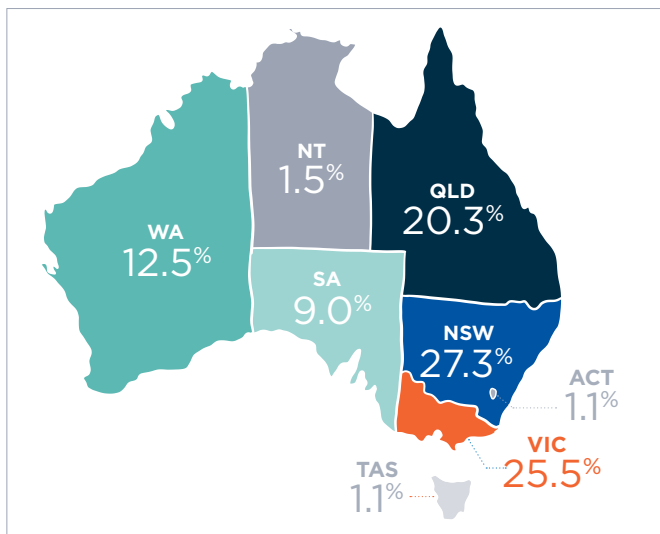 NT
1.5%
QLD
20.3%
WA
12.5%
SA
9.0%
NSW
27.3%
ACT
1.1%
VIC
25.5%
TAS
1.1%